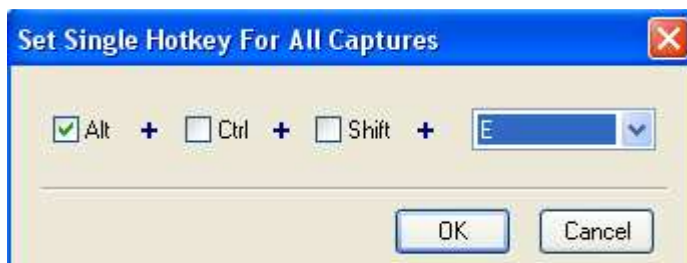 Set Single Hotkey For All Captures
Alt + Ctrl + Shift + E
OK Cancel